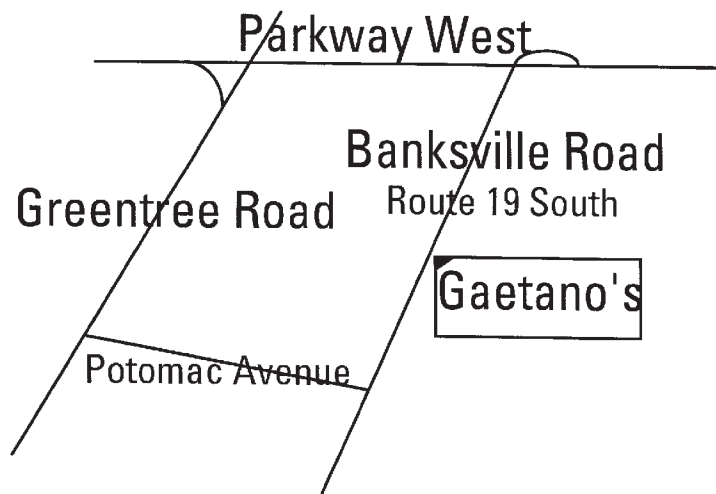 Parkway West
Banksville Road
Route 19 South
Greentree Road
Gaetano's
Potomac Avenue